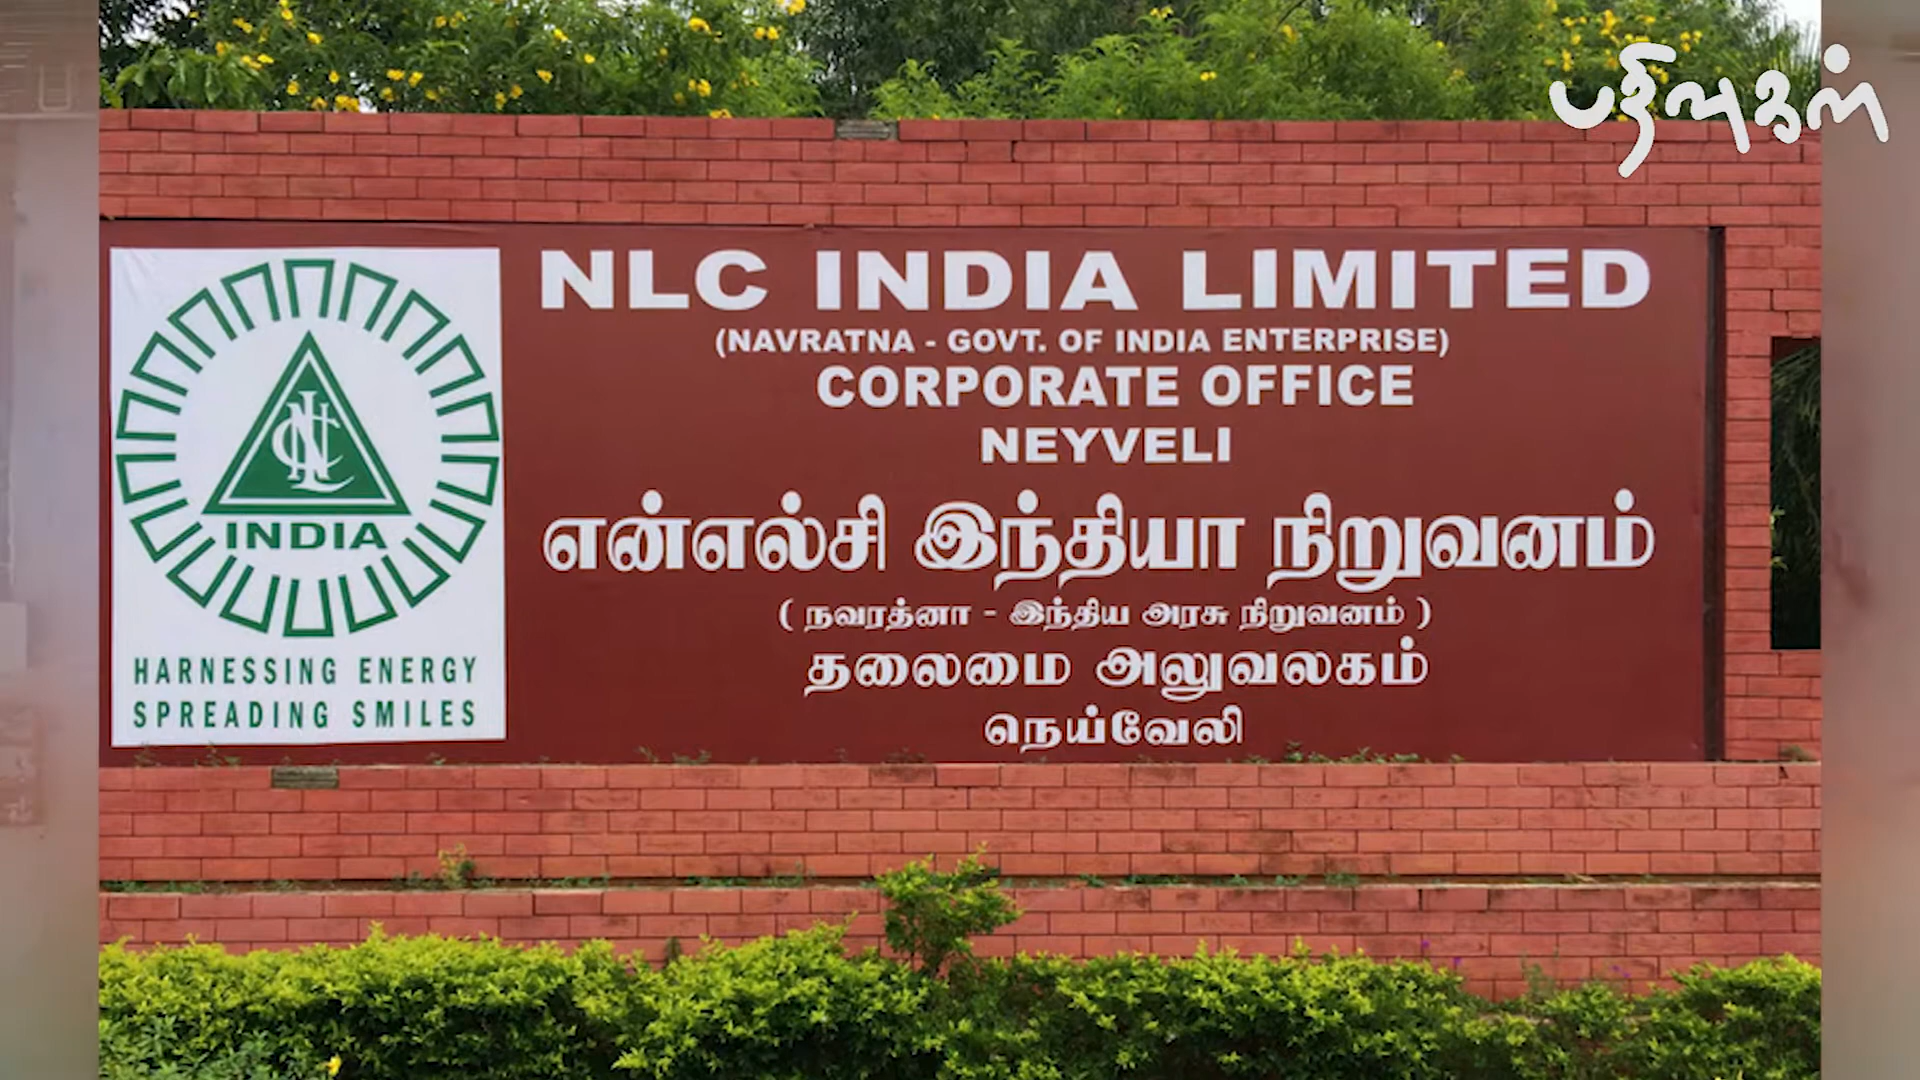 பதிவுகள்
NLC INDIA LIMITED
(NAVRATNA - GOVT. OF INDIA ENTERPRISE)
CORPORATE OFFICE
NEYVELI
என்எல்சி இந்தியா நிறுவனம்
( நவரத்னா - இந்திய அரசு நிறுவனம் )
தலைமை அலுவலகம்
நெய்வேலி
NLC
INDIA
HARNESSING ENERGY
SPREADING SMILES